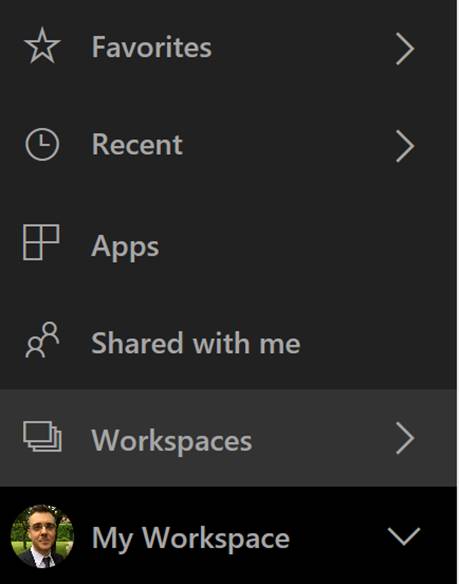 Favorites
Recent
Apps
Shared with me
Workspaces
My Workspace